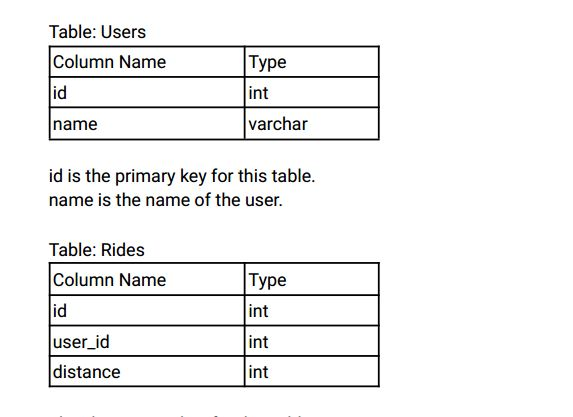 Table: Users
Column Name Type
id int
name varchar
id is the primary key for this table.
name is the name of the user.
Table: Rides
Column Name Type
id int
user_id int
distance int